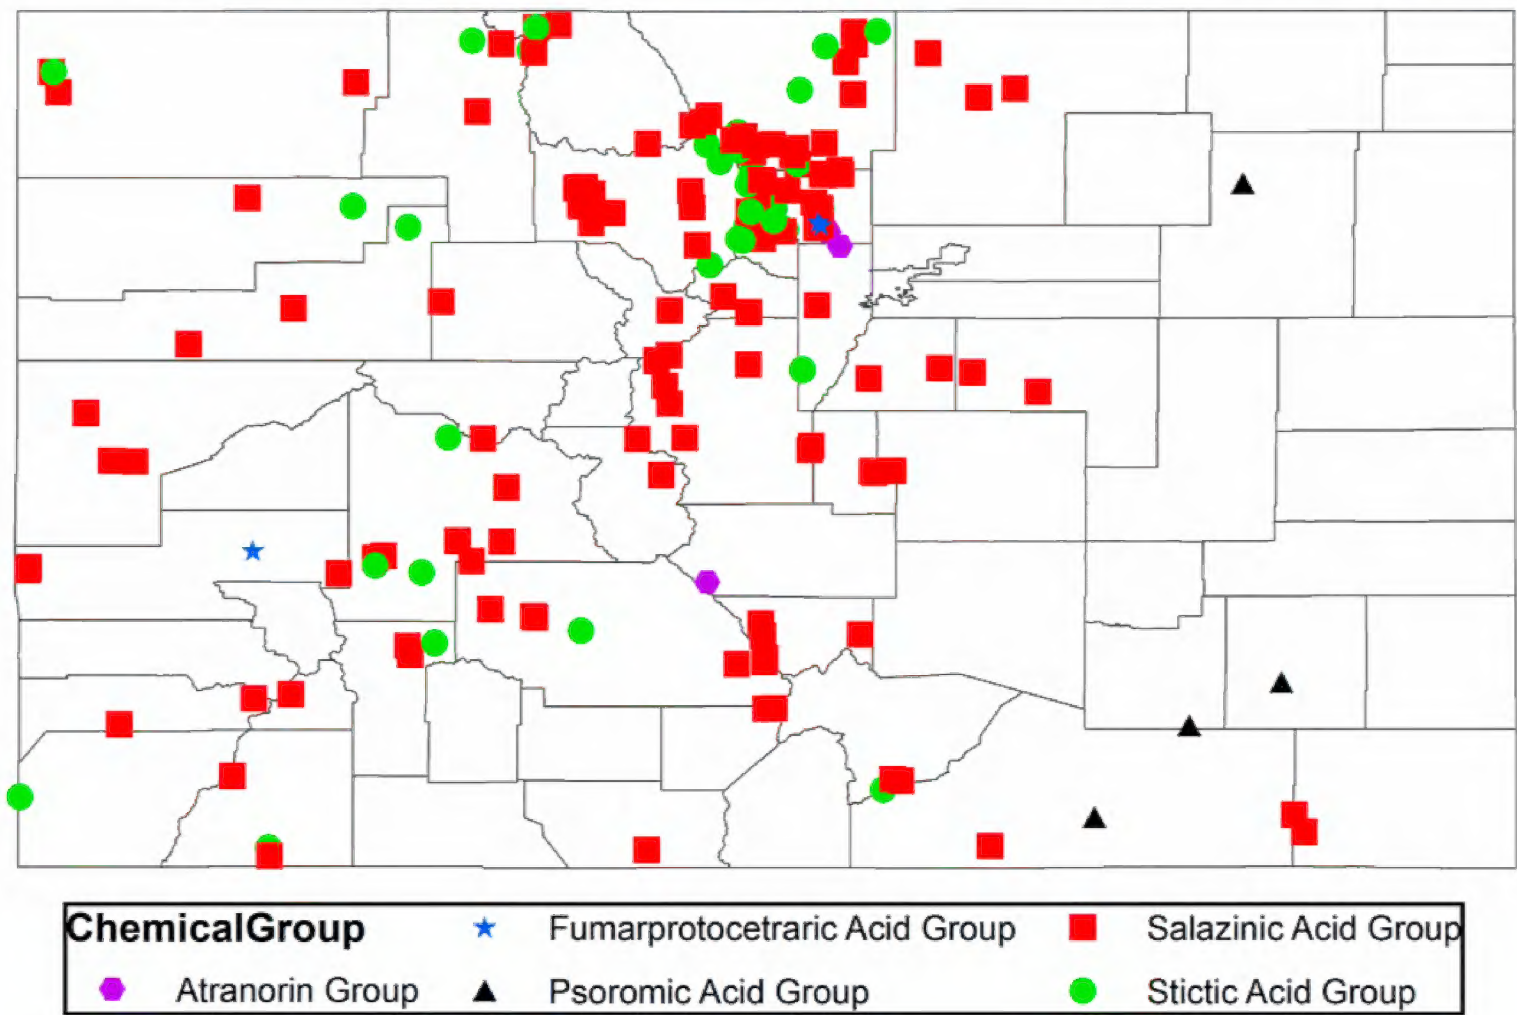 ChemicalGroup Fumarprotocetraric Acid Group Salazinic Acid Group
Atranorin Group Psoromic Acid Group Stictic Acid Group